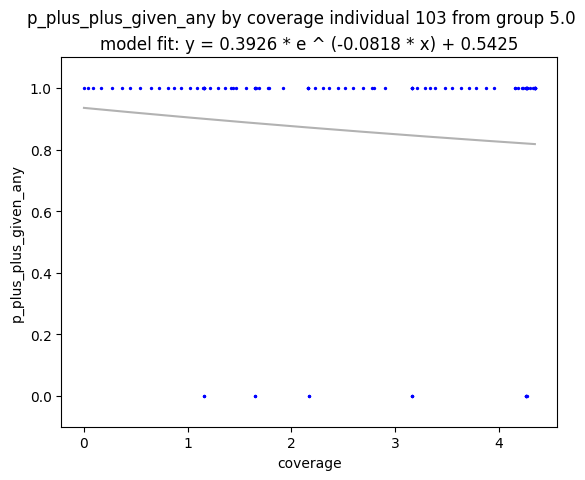 p_plus_plus_given_any by coverage individual 103 from group 5.0
model fit: y = 0.3926 * e ^ (-0.0818 * x) + 0.5425
1.0
0.8
0.6
0.4
0.2
0.0
p_plus_plus_given_any
0 1 2 3 4
coverage